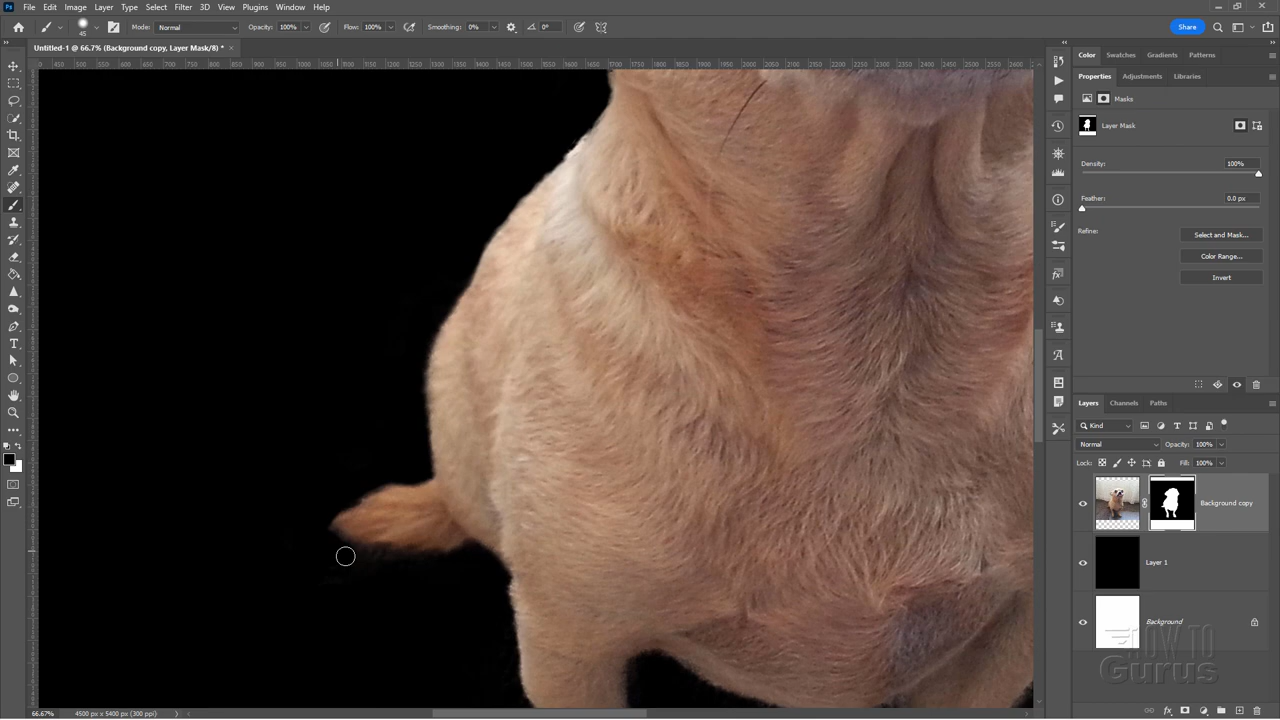 File Edit Image Layer Type Select Filter 3D View Plugins Window Help
45 Mode: Normal Opacity: 100% Flow: 100% Smoothing: 0% 0° Share
Untitled-1 @ 66.7% (Background copy, Layer Mask/8) *
Color Swatches Gradients Patterns
Properties Adjustments Libraries
Masks
Layer Mask
Density: 100%
Feather: 0.0 px
Refine: Select and Mask...
Color Range...
Invert
Layers Channels Paths
Kind
Normal Opacity: 100%
Lock: Fill: 100%
Background copy
Layer 1
Background
HOW TO
Gurus
66.67% 4500 px x 5400 px (300 ppi)